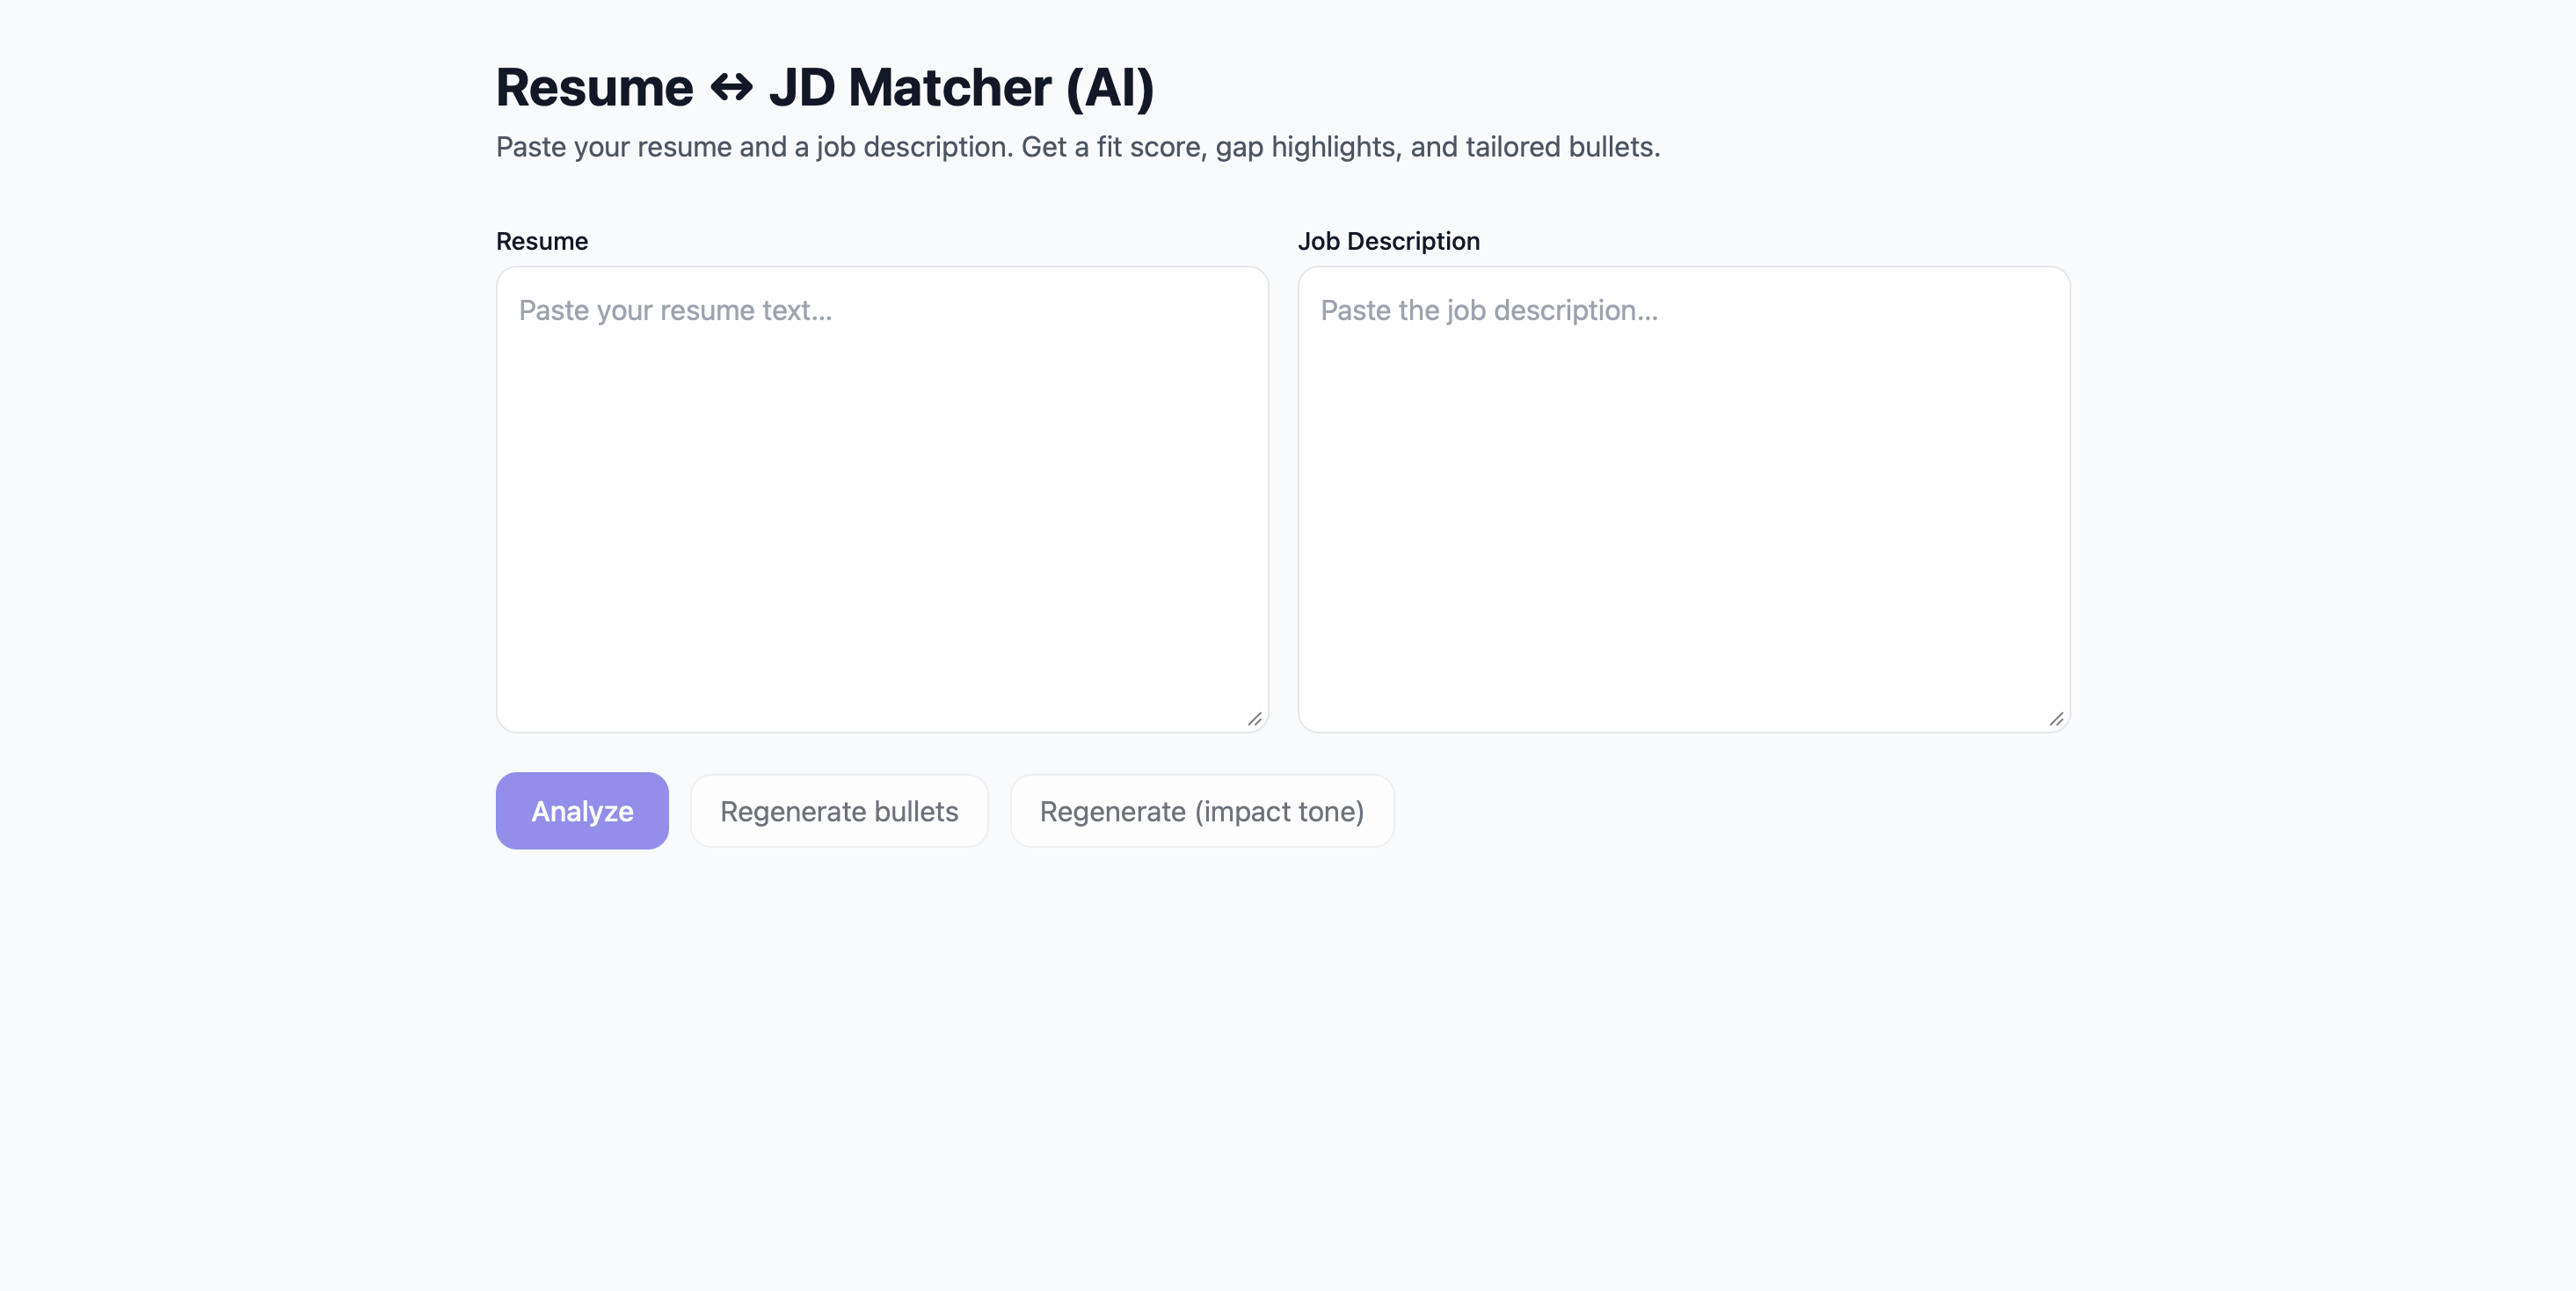 Resume ↔ JD Matcher (AI)
Paste your resume and a job description. Get a fit score, gap highlights, and tailored bullets.
Resume
Job Description
Paste your resume text...
Paste the job description...
Analyze
Regenerate bullets
Regenerate (impact tone)